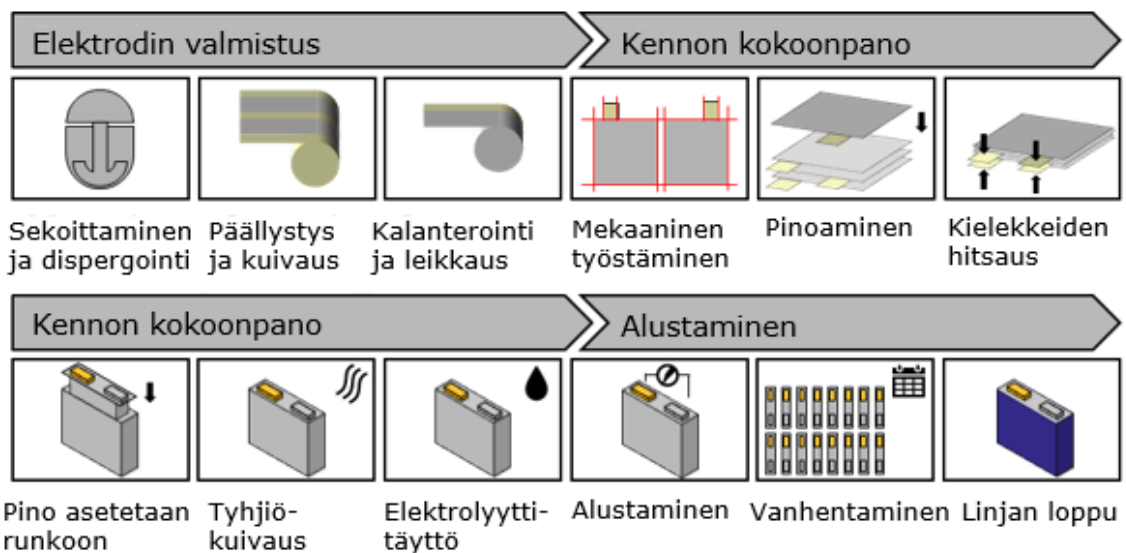 Elektrodin valmistus
Kennon kokoonpano
Sekoittaminen
ja dispergointi
Päällystys
ja kuivaus
Kalanterointi
ja leikkaus
Mekaaninen
työstäminen
Pinoaminen
Kielekkeiden
hitsaus
Kennon kokoonpano
Alustaminen
Pino asetetaan
runkoon
Tyhjiö-
kuivaus
Elektrolyytti-
täyttö
Alustaminen
Vanhentaminen
Linjan loppu